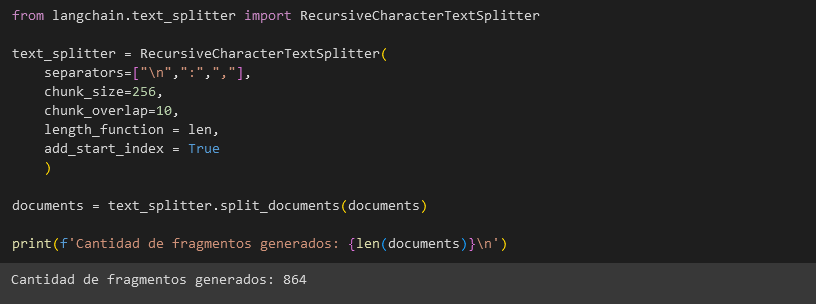 from langchain.text_splitter import RecursiveCharacterTextSplitter
text_splitter = RecursiveCharacterTextSplitter(
    separators=["\n",":",","],
    chunk_size=256,
    chunk_overlap=10,
    length_function = len,
    add_start_index = True
    )
documents = text_splitter.split_documents(documents)
print(f'Cantidad de fragmentos generados: {len(documents)}\n')
Cantidad de fragmentos generados: 864